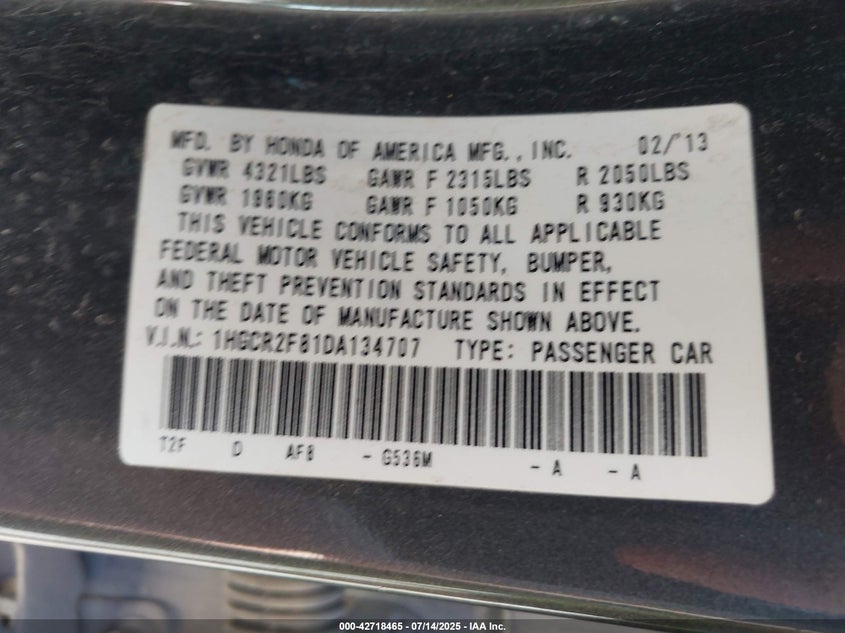 MFD. BY HONDA OF AMERICA MFG., INC. 02/'13
GVWR 4321LBS GAWR F 2315LBS R 2050LBS
GVWR 1960KG GAWR F 1050KG R 930KG
THIS VEHICLE CONFORMS TO ALL APPLICABLE
FEDERAL MOTOR VEHICLE SAFETY, BUMPER,
AND THEFT PREVENTION STANDARDS IN EFFECT
ON THE DATE OF MANUFACTURE SHOWN ABOVE.
V.I.N.: 1HGCR2F81DA134707 TYPE: PASSENGER CAR
T2F D AF8 - G536M - A - A
000-42718465 - 07/14/2025 - IAA Inc.